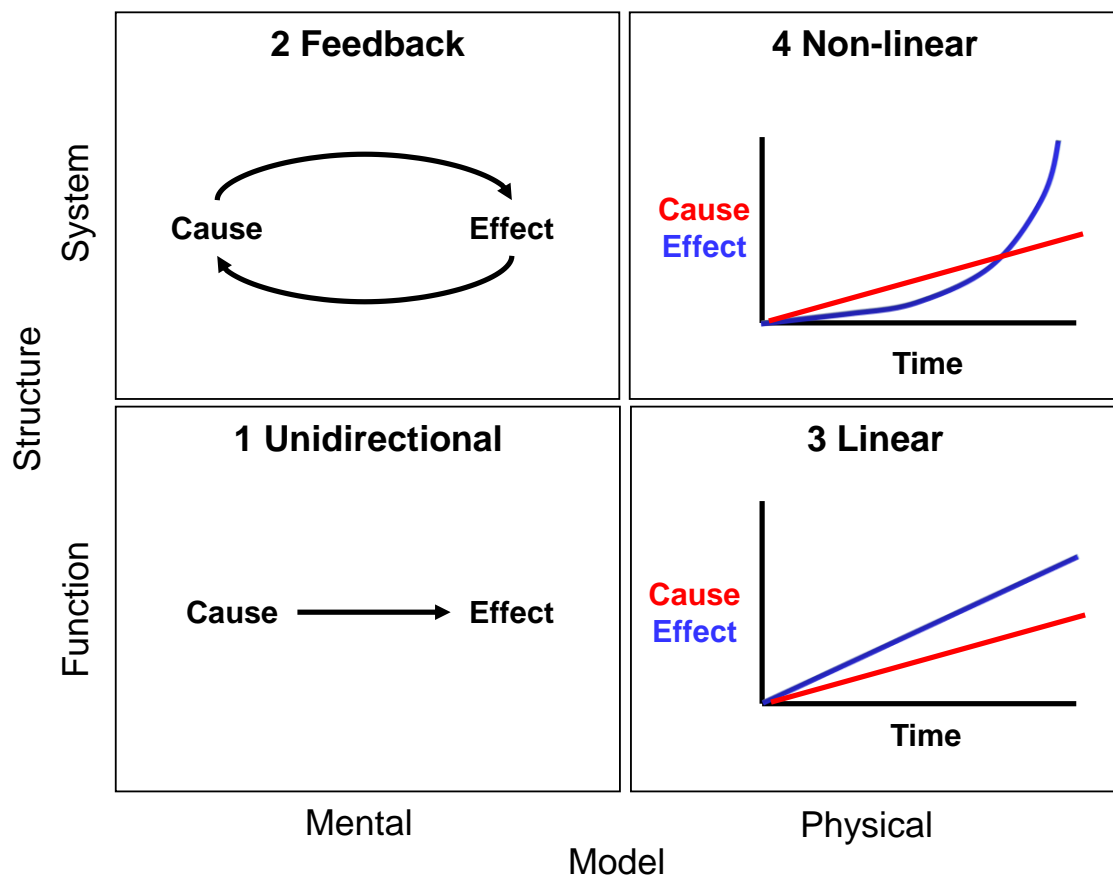 2 Feedback
Cause
Effect
4 Non-linear
Cause
Effect
Time
1 Unidirectional
Cause
Effect
3 Linear
Cause
Effect
Time
Structure
System
Function
Mental
Physical
Model